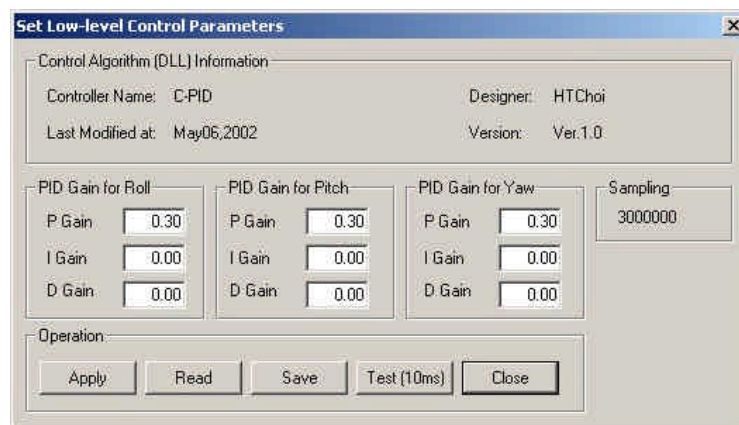 Set Low-level Control Parameters
Control Algorithm (DLL) Information
Controller Name: C-PID Designer: HTChoi
Last Modified at: May06,2002 Version: Ver.1.0
PID Gain for Roll PID Gain for Pitch PID Gain for Yaw Sampling
P Gain 0.30 P Gain 0.30 P Gain 0.30 3000000
I Gain 0.00 I Gain 0.00 I Gain 0.00
D Gain 0.00 D Gain 0.00 D Gain 0.00
Operation
Apply Read Save Test (10ms) Close